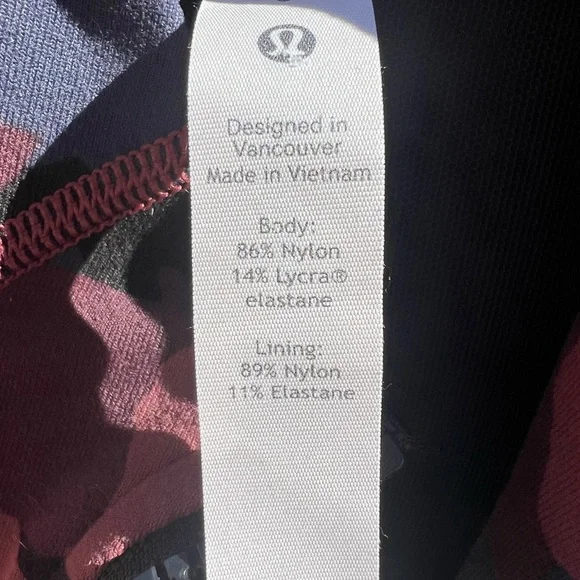 Designed in
Vancouver
Made in Vietnam
Body:
86% Nylon
14% Lycra®
elastane
Lining:
89% Nylon
11% Elastane